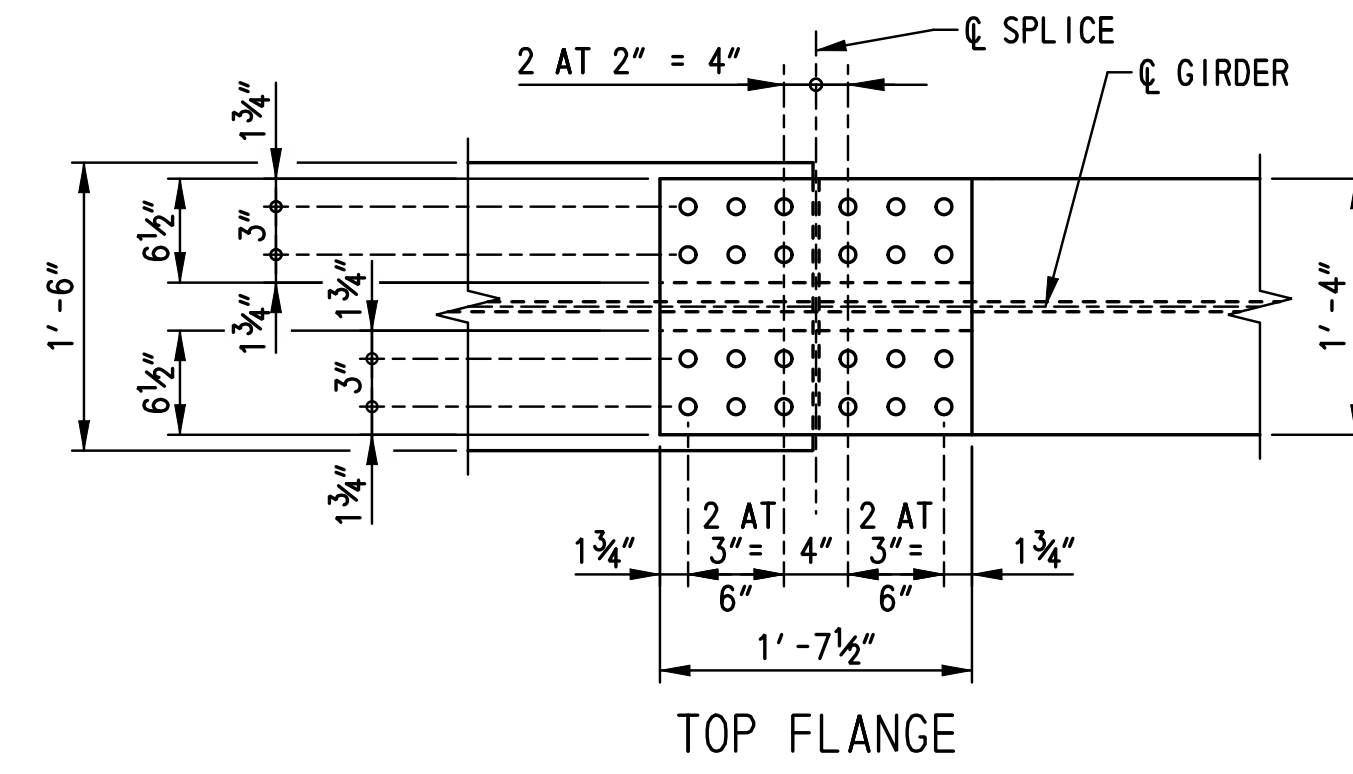 ℄ SPLICE
2 AT 2" = 4"
℄ GIRDER
1¾"
6½"
3"
1'-6"
1¾"
1¾"
6½"
3"
1¾"
1'-4"
2 AT 2 AT
1¾" 3"= 4" 3"= 1¾"
6" 6"
1'-7½"
TOP FLANGE